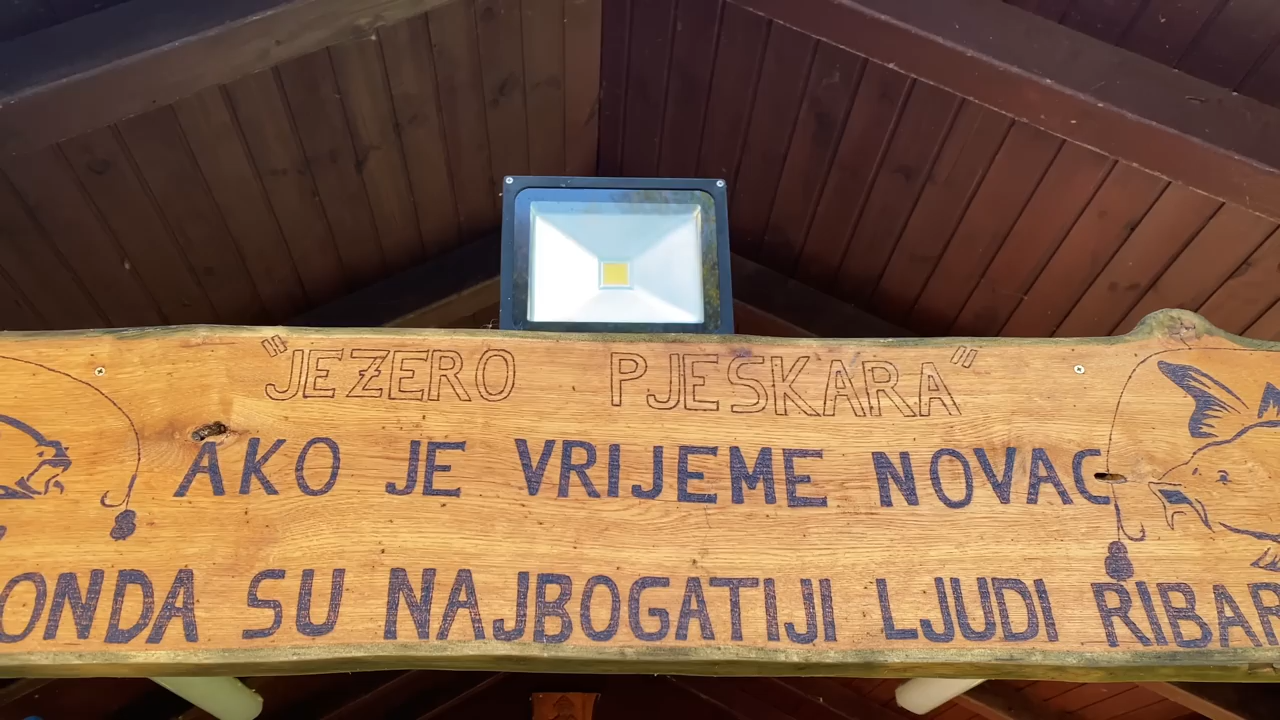 "JEZERO PJESKARA"
AKO JE VRIJEME NOVAC
ONDA SU NAJBOGATIJI LJUDI RIBAR